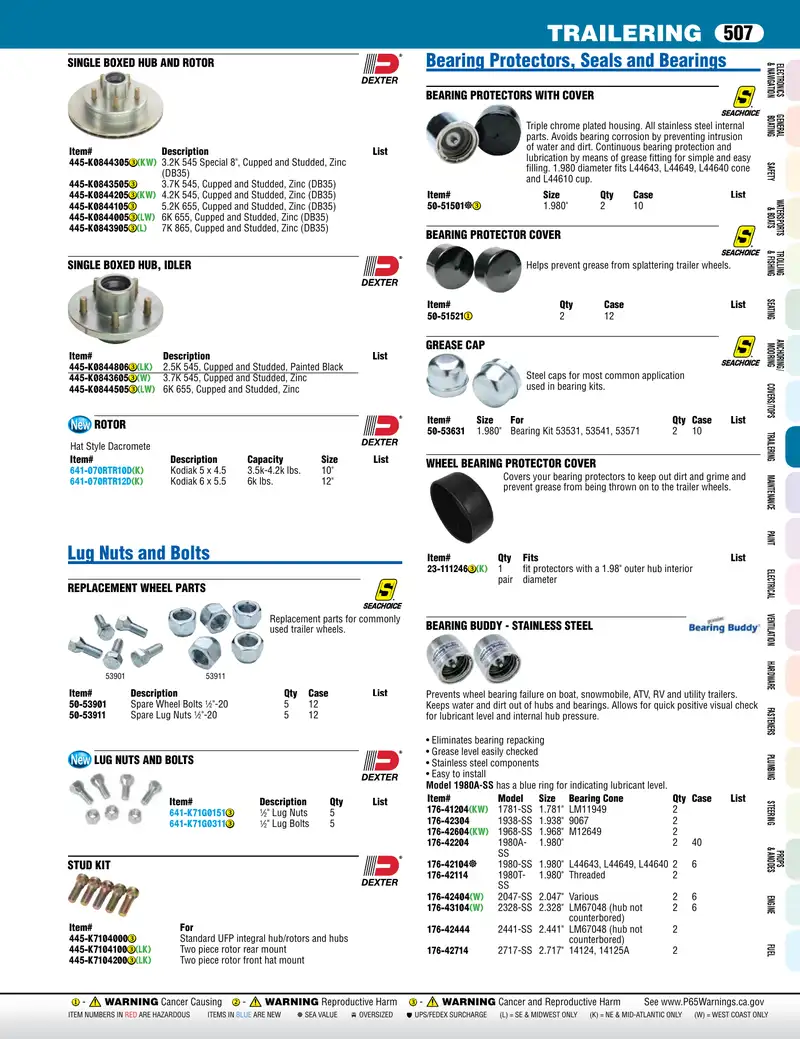 TRAILERING 507
SINGLE BOXED HUB AND ROTOR
DEXTER
Item# Description List
445-K0844305③(KW) 3.2K 545 Special 8", Cupped and Studded, Zinc
(DB35)
445-K0843505③ 3.7K 545, Cupped and Studded, Zinc (DB35)
445-K0844205③(KW) 4.2K 545, Cupped and Studded, Zinc (DB35)
445-K0844105③ 5.2K 655, Cupped and Studded, Zinc (DB35)
445-K0844005③(LW) 6K 655, Cupped and Studded, Zinc (DB35)
445-K0843905③(L) 7K 865, Cupped and Studded, Zinc (DB35)
SINGLE BOXED HUB, IDLER
DEXTER
Item# Description List
445-K0844806③(LK) 2.5K 545, Cupped and Studded, Painted Black
445-K0843605③(W) 3.7K 545, Cupped and Studded, Zinc
445-K0844505③(LW) 6K 655, Cupped and Studded, Zinc
New ROTOR
DEXTER
Hat Style Dacromete
Item# Description Capacity Size List
641-070RTR10D(K) Kodiak 5 x 4.5 3.5k-4.2k lbs. 10"
641-070RTR12D(K) Kodiak 6 x 5.5 6k lbs. 12"
Lug Nuts and Bolts
REPLACEMENT WHEEL PARTS
SEACHOICE
Replacement parts for commonly
used trailer wheels.
53901 53911
Item# Description Qty Case List
50-53901 Spare Wheel Bolts ½"-20 5 12
50-53911 Spare Lug Nuts ½"-20 5 12
New LUG NUTS AND BOLTS
DEXTER
Item# Description Qty List
641-K71G0151③ ½" Lug Nuts 5
641-K71G0311③ ½" Lug Bolts 5
STUD KIT
DEXTER
Item# For
445-K7104000③ Standard UFP integral hub/rotors and hubs
445-K7104100③(LK) Two piece rotor rear mount
445-K7104200③(LK) Two piece rotor front hat mount
Bearing Protectors, Seals and Bearings
BEARING PROTECTORS WITH COVER
SEACHOICE
Triple chrome plated housing. All stainless steel internal
parts. Avoids bearing corrosion by preventing intrusion
of water and dirt. Continuous bearing protection and
lubrication by means of grease fitting for simple and easy
filling. 1.980 diameter fits L44643, L44649, L44640 cone
and L44610 cup.
Item# Size Qty Case List
50-51501③ 1.980" 2 10
BEARING PROTECTOR COVER
SEACHOICE
Helps prevent grease from splattering trailer wheels.
Item# Qty Case List
50-51521① 2 12
GREASE CAP
SEACHOICE
Steel caps for most common application
used in bearing kits.
Item# Size For Qty Case List
50-53631 1.980" Bearing Kit 53531, 53541, 53571 2 10
WHEEL BEARING PROTECTOR COVER
Covers your bearing protectors to keep out dirt and grime and
prevent grease from being thrown on to the trailer wheels.
Item# Qty Fits List
23-111246③(K) 1 fit protectors with a 1.98" outer hub interior
pair diameter
BEARING BUDDY - STAINLESS STEEL
Bearing Buddy®
Prevents wheel bearing failure on boat, snowmobile, ATV, RV and utility trailers.
Keeps water and dirt out of hubs and bearings. Allows for quick positive visual check
for lubricant level and internal hub pressure.
• Eliminates bearing repacking
• Grease level easily checked
• Stainless steel components
• Easy to install
Model 1980A-SS has a blue ring for indicating lubricant level.
Item# Model Size Bearing Cone Qty Case List
176-41204(KW) 1781-SS 1.781" LM11949 2
176-42304 1938-SS 1.938" 9067 2
176-42604(KW) 1968-SS 1.968" M12649 2
176-42204 1980A- 1.980" 2 40
SS
176-42104 1980-SS 1.980" L44643, L44649, L44640 2 6
176-42114 1980T- 1.980" Threaded 2
SS
176-42404(W) 2047-SS 2.047" Various 2 6
176-43104(W) 2328-SS 2.328" LM67048 (hub not 2 6
counterbored)
176-42444 2441-SS 2.441" LM67048 (hub not 2
counterbored)
176-42714 2717-SS 2.717" 14124, 14125A 2
ELECTRONICS
& NAVIGATION
GENERAL
BOATING
SAFETY
WATERSPORTS
& BOATS
TROLLING
& FISHING
SEATING
ANCHORING
MOORING
COVERS/TOPS
TRAILERING
MAINTENANCE
PAINT
ELECTRICAL
VENTILATION
HARDWARE
FASTENERS
PLUMBING
STEERING
PROPS
& ANODES
ENGINE
FUEL
① - WARNING Cancer Causing ② - WARNING Reproductive Harm ③ - WARNING Cancer and Reproductive Harm See www.P65Warnings.ca.gov
ITEM NUMBERS IN RED ARE HAZARDOUS ITEMS IN BLUE ARE NEW SEA VALUE OVERSIZED UPS/FEDEX SURCHARGE (L) = SE & MIDWEST ONLY (K) = NE & MID-ATLANTIC ONLY (W) = WEST COAST ONLY